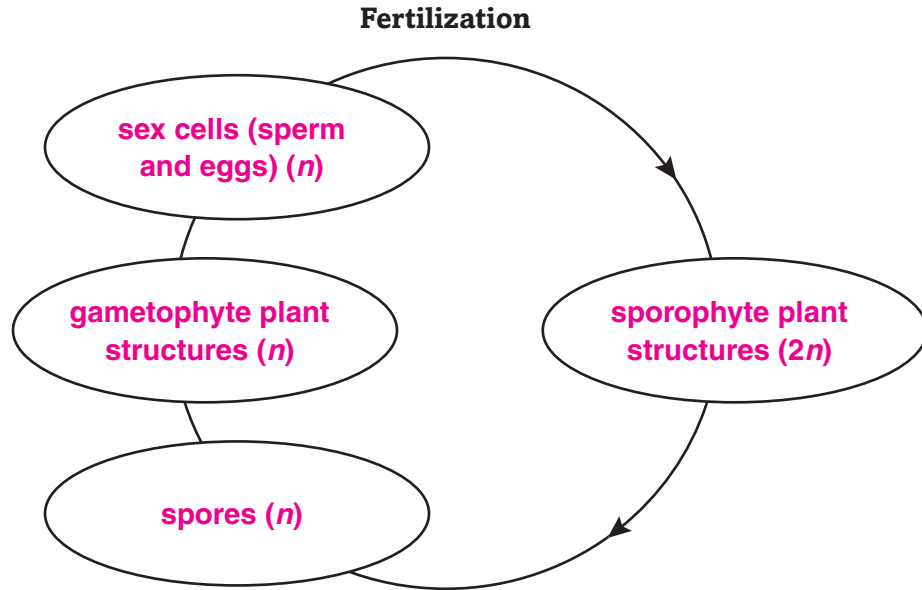 Fertilization
sex cells (sperm
and eggs) (n)
gametophyte plant
structures (n)
sporophyte plant
structures (2n)
spores (n)